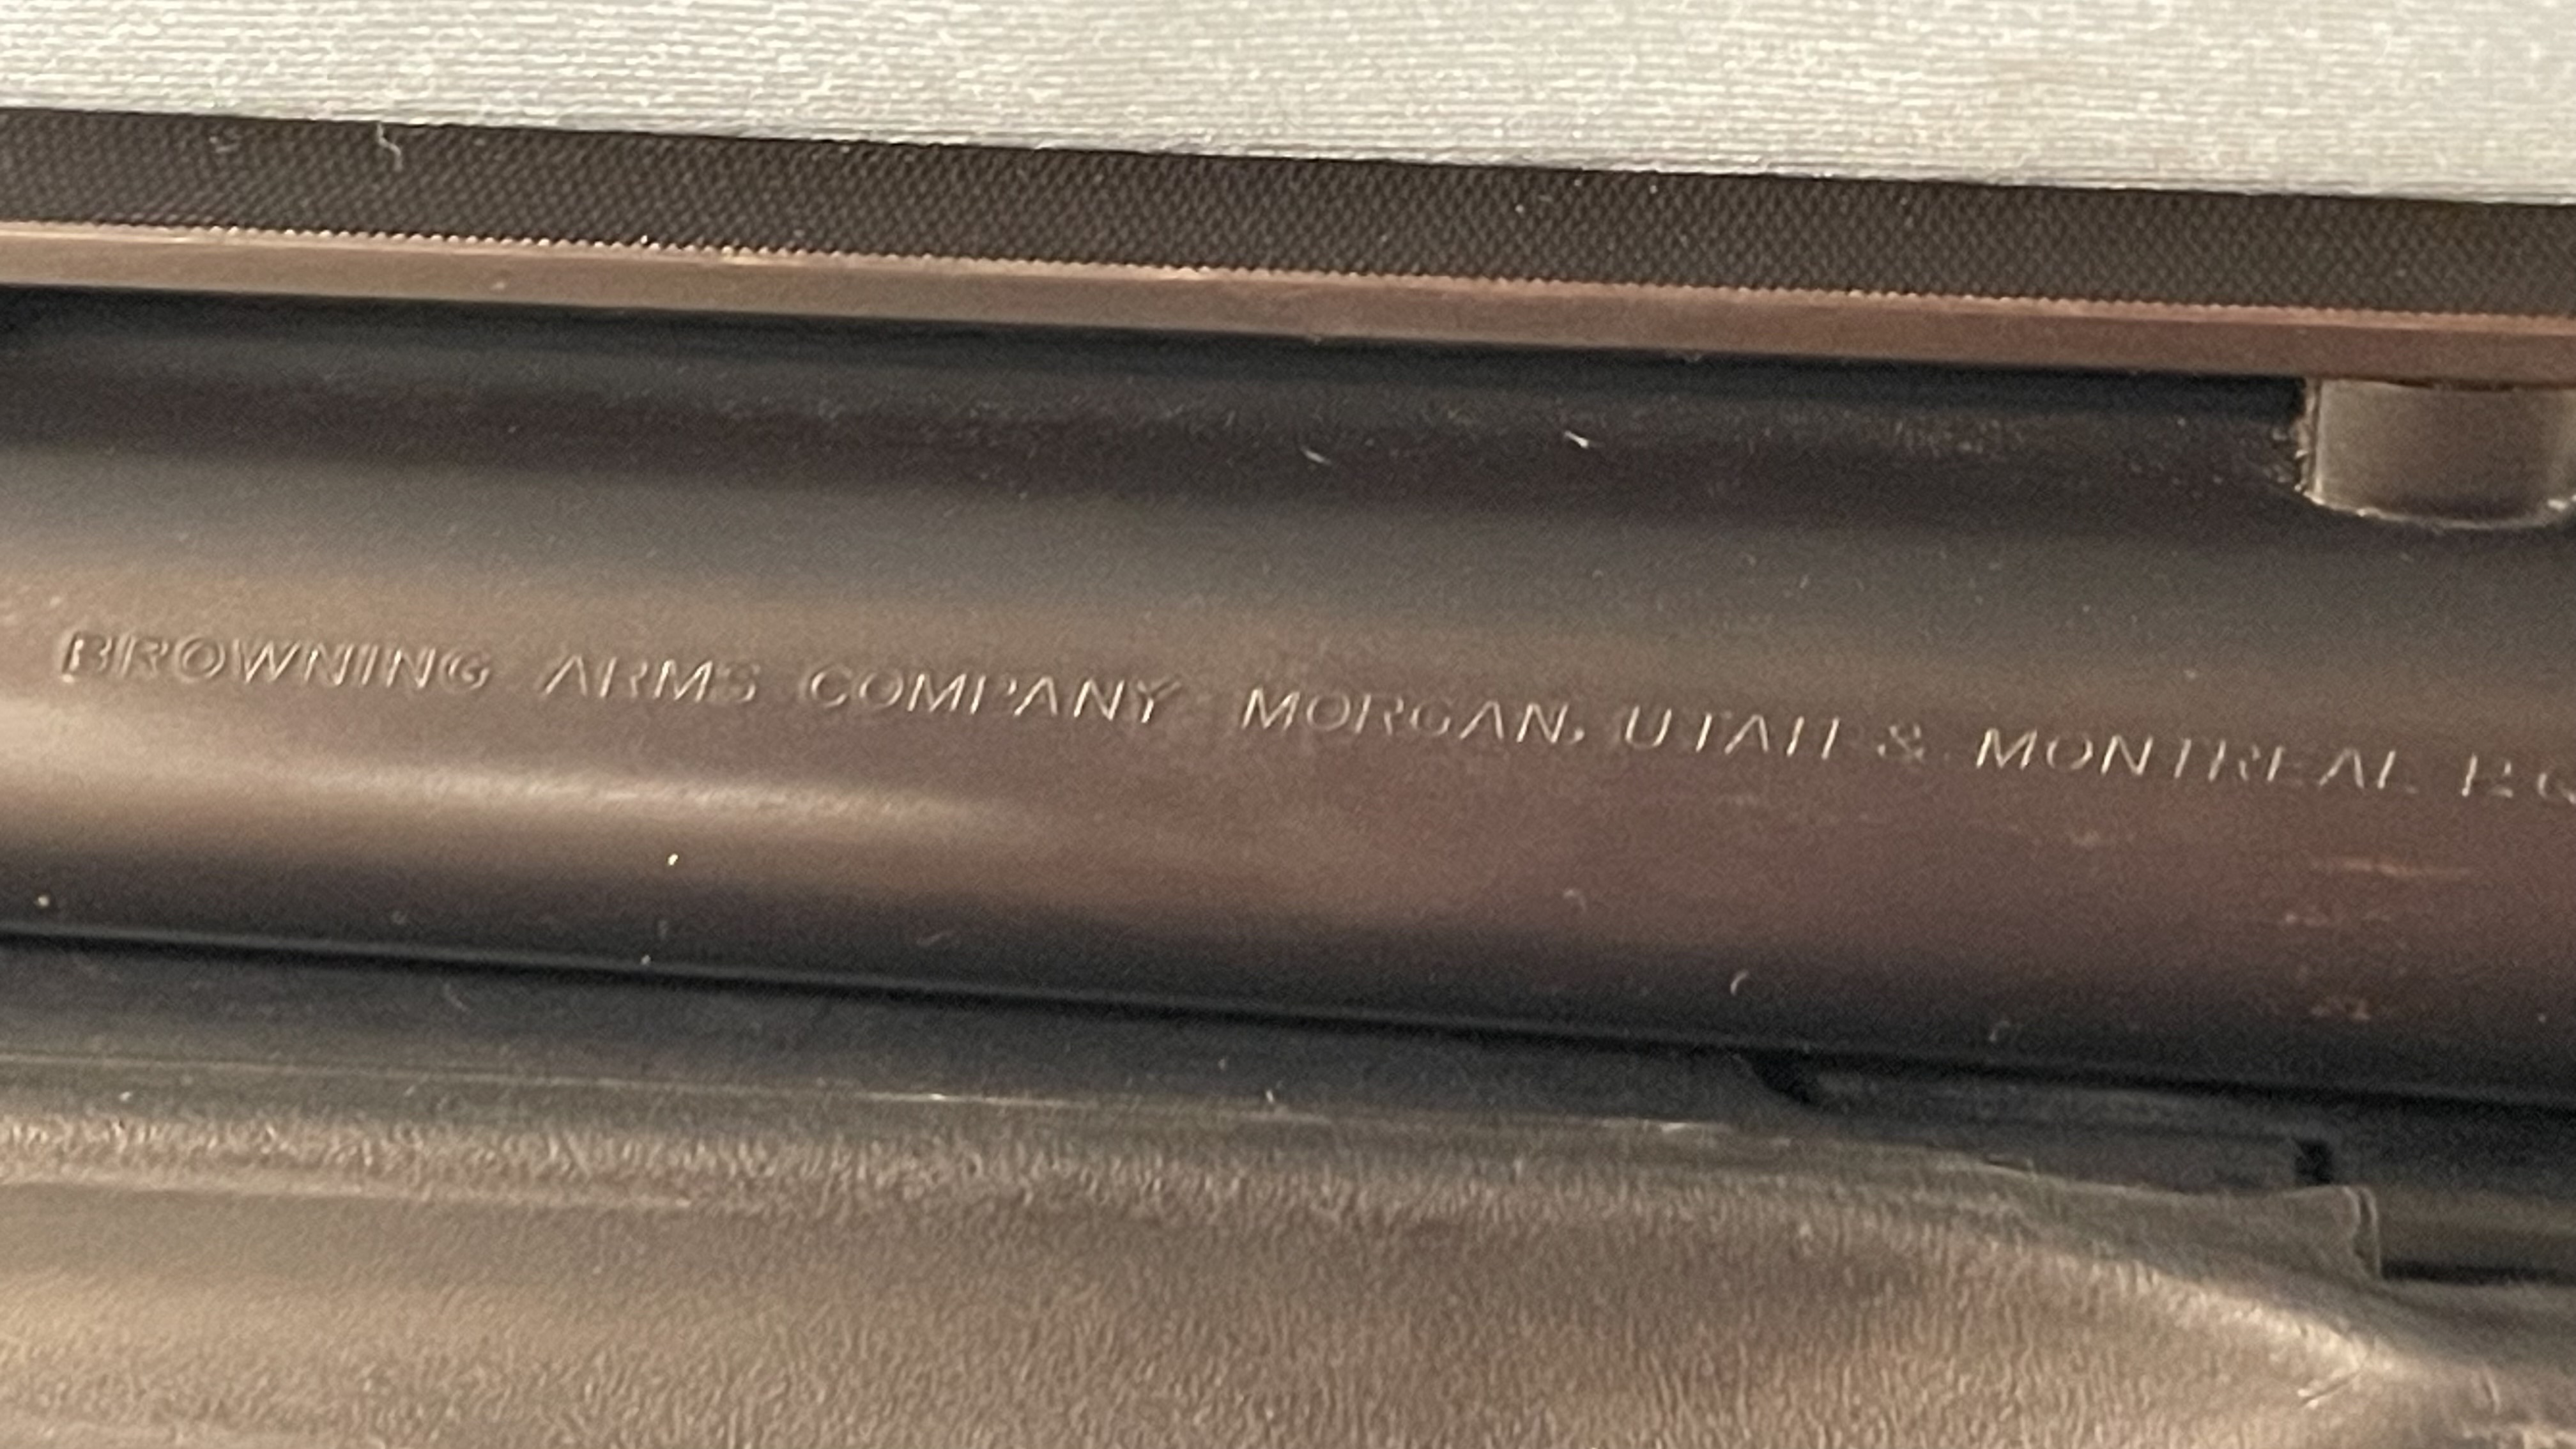 BROWNING ARMS COMPANY MORGAN, UTAH & MONTREAL P.Q